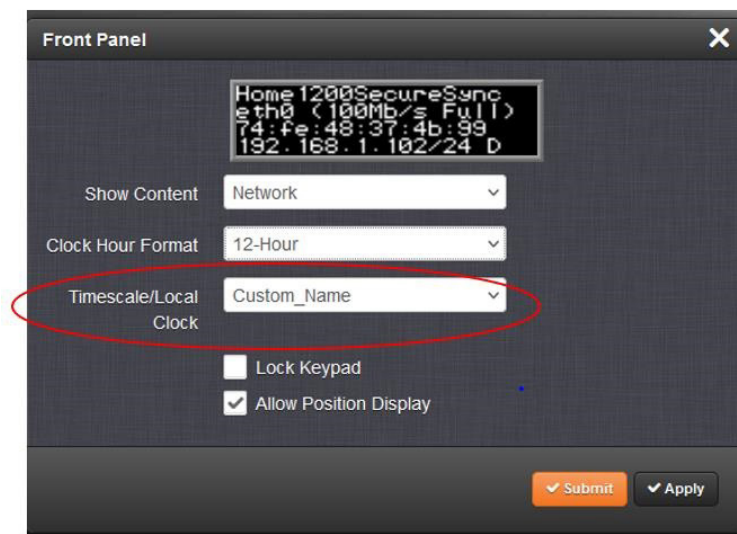 Front Panel
Home1200SecureSync
eth0 (100Mb/s Full)
74:fe:48:37:4b:99
192.168.1.102/24 D
Show Content
Network
Clock Hour Format
12-Hour
Timescale/Local
Clock
Custom_Name
Lock Keypad
Allow Position Display
Submit
Apply